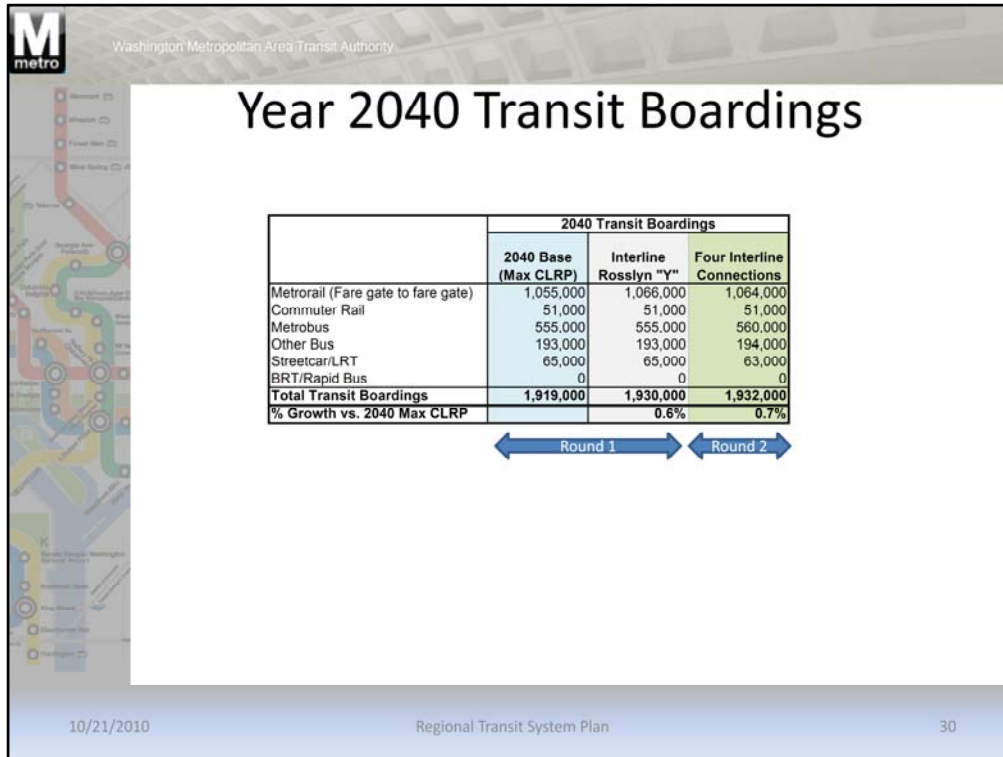 M
metro
Washington Metropolitan Area Transit Authority
Year 2040 Transit Boardings
2040 Transit Boardings
2040 Base (Max CLRP) Interline Rosslyn "Y" Four Interline Connections
Metrorail (Fare gate to fare gate) 1,055,000 1,066,000 1,064,000
Commuter Rail 51,000 51,000 51,000
Metrobus 555,000 555,000 560,000
Other Bus 193,000 193,000 194,000
Streetcar/LRT 65,000 65,000 63,000
BRT/Rapid Bus 0 0 0
Total Transit Boardings 1,919,000 1,930,000 1,932,000
% Growth vs. 2040 Max CLRP 0.6% 0.7%
Round 1 Round 2
10/21/2010 Regional Transit System Plan 30